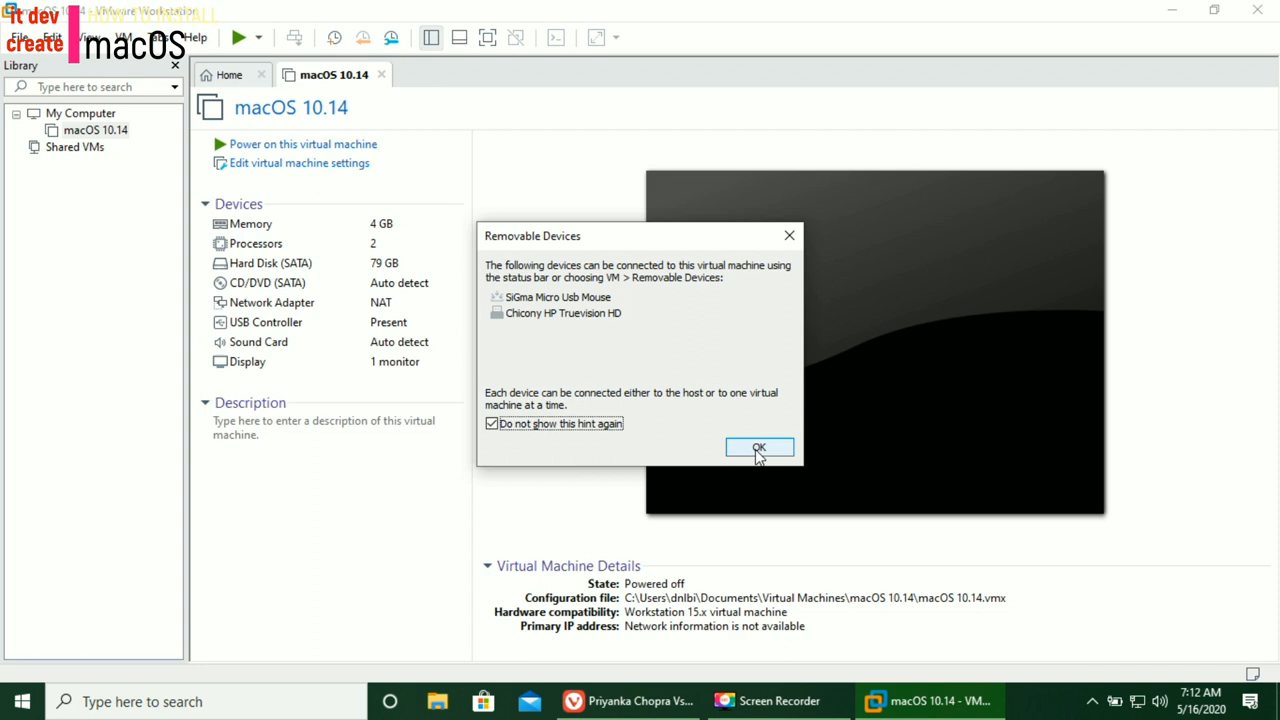 macOS 10.14 - VMware Workstation
HOW TO INSTALL
it dev
create
macOS
File Edit View VM Tabs Help
Library
Type here to search
My Computer
macOS 10.14
Shared VMs
Home
macOS 10.14
macOS 10.14
Power on this virtual machine
Edit virtual machine settings
Devices
Memory 4 GB
Processors 2
Hard Disk (SATA) 79 GB
CD/DVD (SATA) Auto detect
Network Adapter NAT
USB Controller Present
Sound Card Auto detect
Display 1 monitor
Description
Type here to enter a description of this virtual
machine.
Removable Devices
The following devices can be connected to this virtual machine using
the status bar or choosing VM > Removable Devices:
SiGma Micro Usb Mouse
Chicony HP Truevision HD
Each device can be connected either to the host or to one virtual
machine at a time.
Do not show this hint again
OK
Virtual Machine Details
State: Powered off
Configuration file: C:\Users\dnlbi\Documents\Virtual Machines\macOS 10.14\macOS 10.14.vmx
Hardware compatibility: Workstation 15.x virtual machine
Primary IP address: Network information is not available
Type here to search
Priyanka Chopra Vs...
Screen Recorder
macOS 10.14 - VM...
7:12 AM
5/16/2020